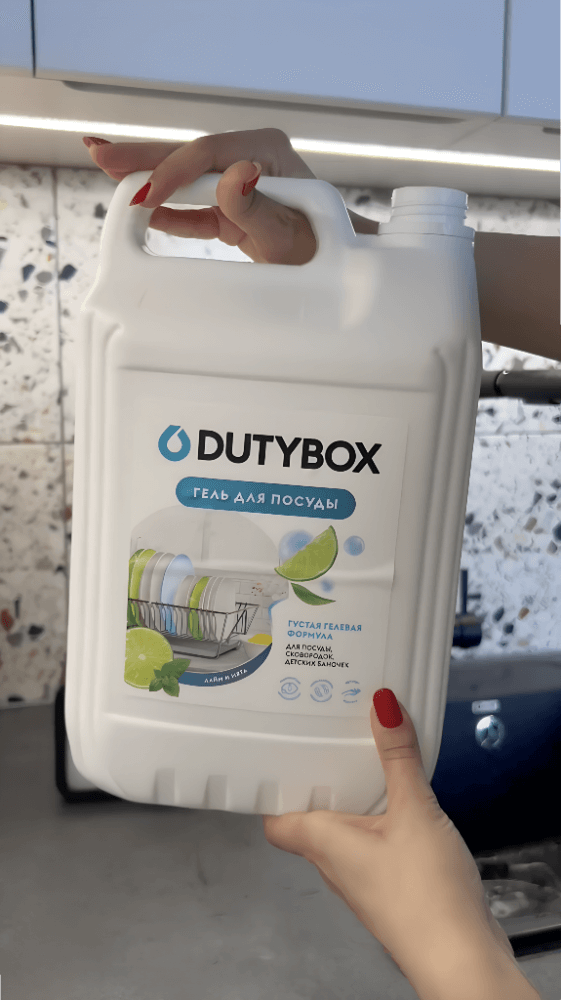 DUTYBOX
ГЕЛЬ ДЛЯ ПОСУДЫ
ГУСТАЯ ГЕЛЕВАЯ
ФОРМУЛА
ДЛЯ ПОСУДЫ,
СКОВОРОДОК,
ДЕТСКИХ БАНОЧЕК
ЛАЙМ И МЯТА